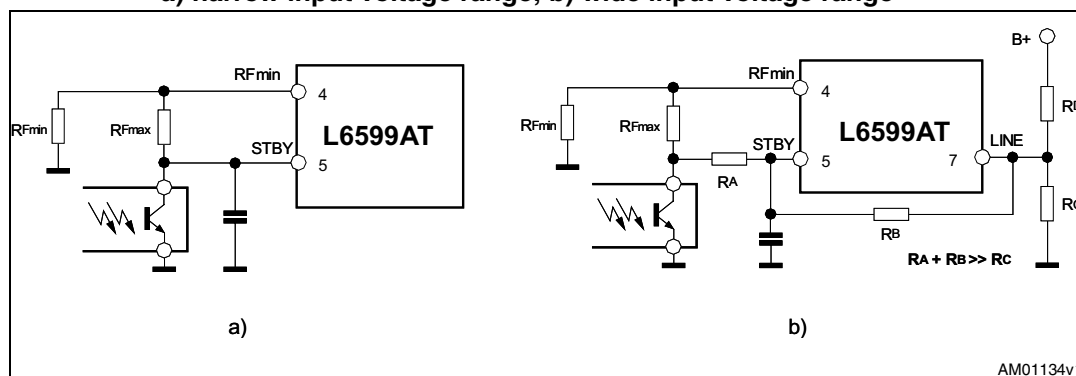 a) narrow input voltage range, b) wide input voltage range
RFmin
4
RFmin
RFmax
L6599AT
STBY
5
a)
B+
RFmin
4
RFmin
RFmax
L6599AT
STBY
5
RA
7
LINE
RB
RA + RB >> RC
b)
AM01134v